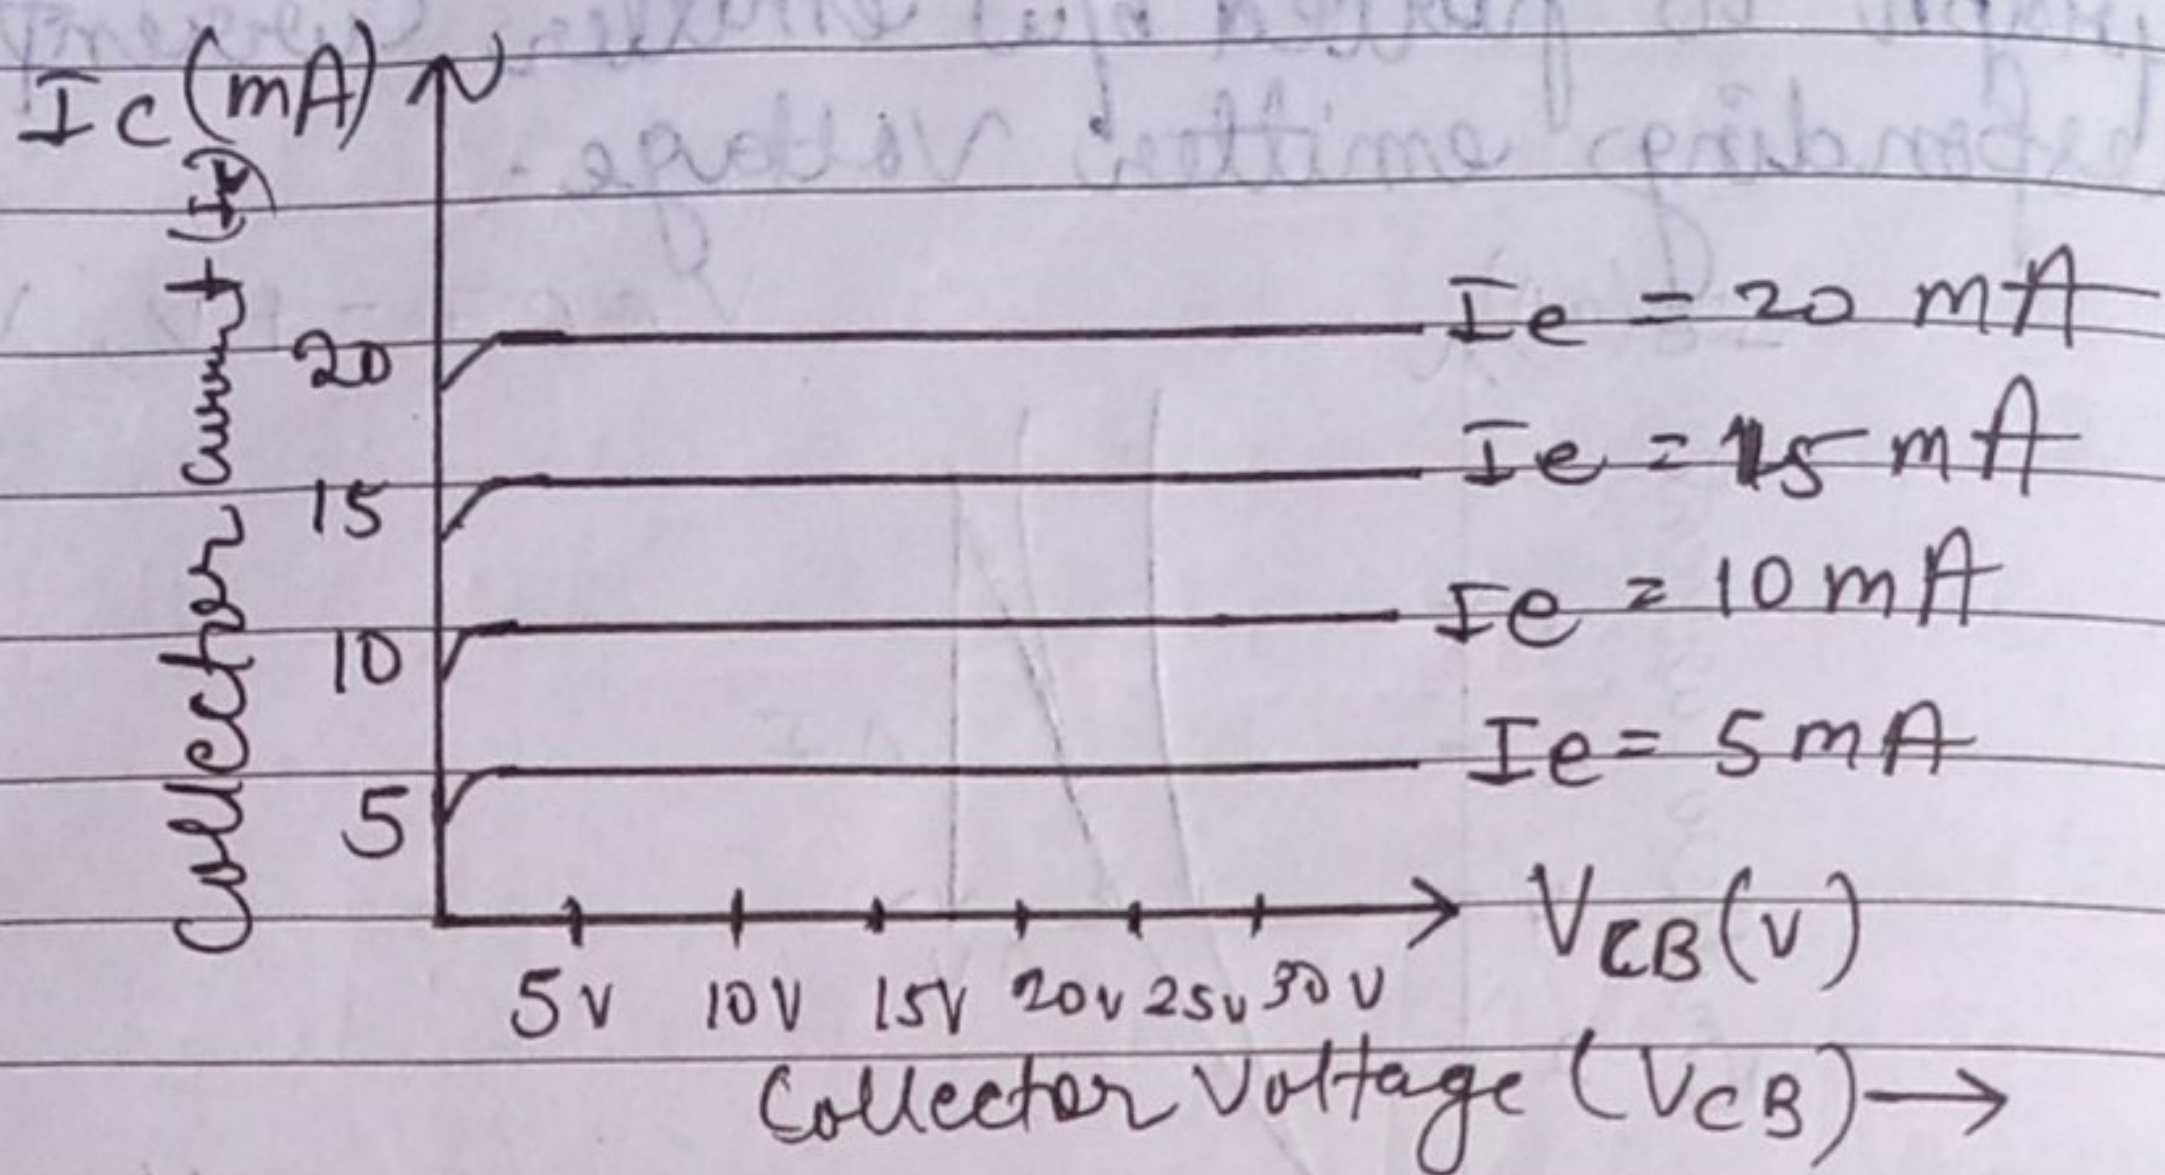 Ic (mA)
Collector current (Ic)
20
15
10
5
Ie = 20 mA
Ie = 15 mA
Ie = 10 mA
Ie = 5 mA
VCB (v)
5v 10V 15V 20v 25v 30V
Collector Voltage (VCB) →